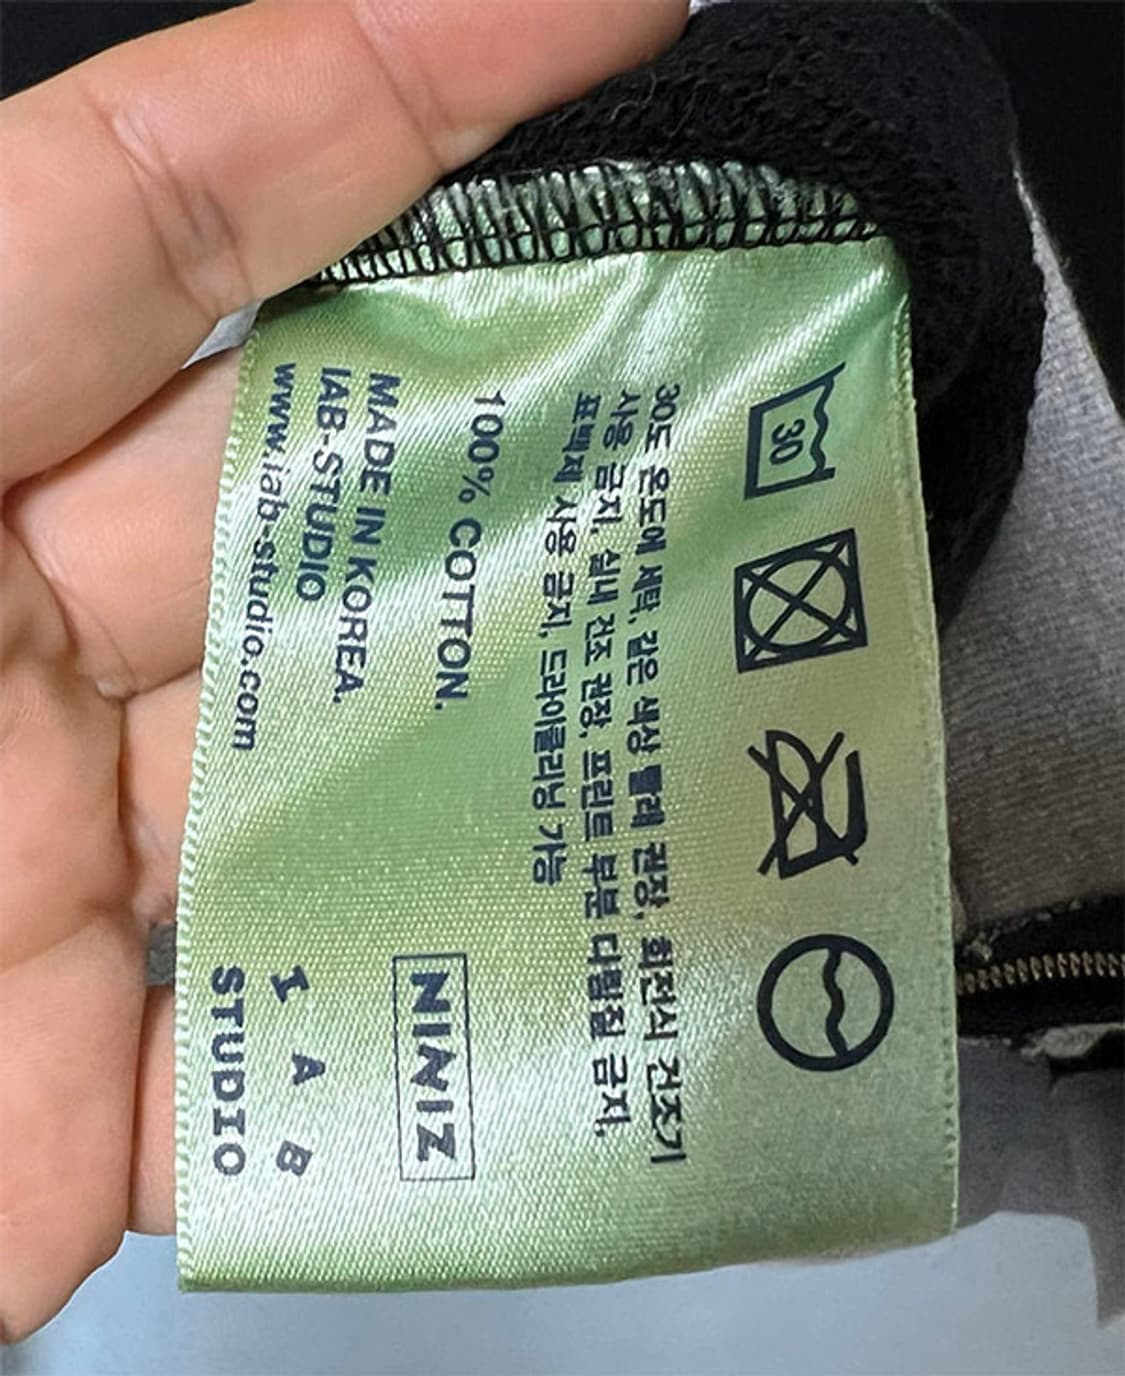 30
30도 온도에 세탁, 같은 색상 빨래 권장, 회전식 건조기
사용 금지, 실내 건조 권장, 프린트 부분 다림질 금지,
표백제 사용 금지, 드라이클리닝 가능
100% COTTON.
MADE IN KOREA.
IAB-STUDIO
www.iab-studio.com
NINIZ
I A B
STUDIO